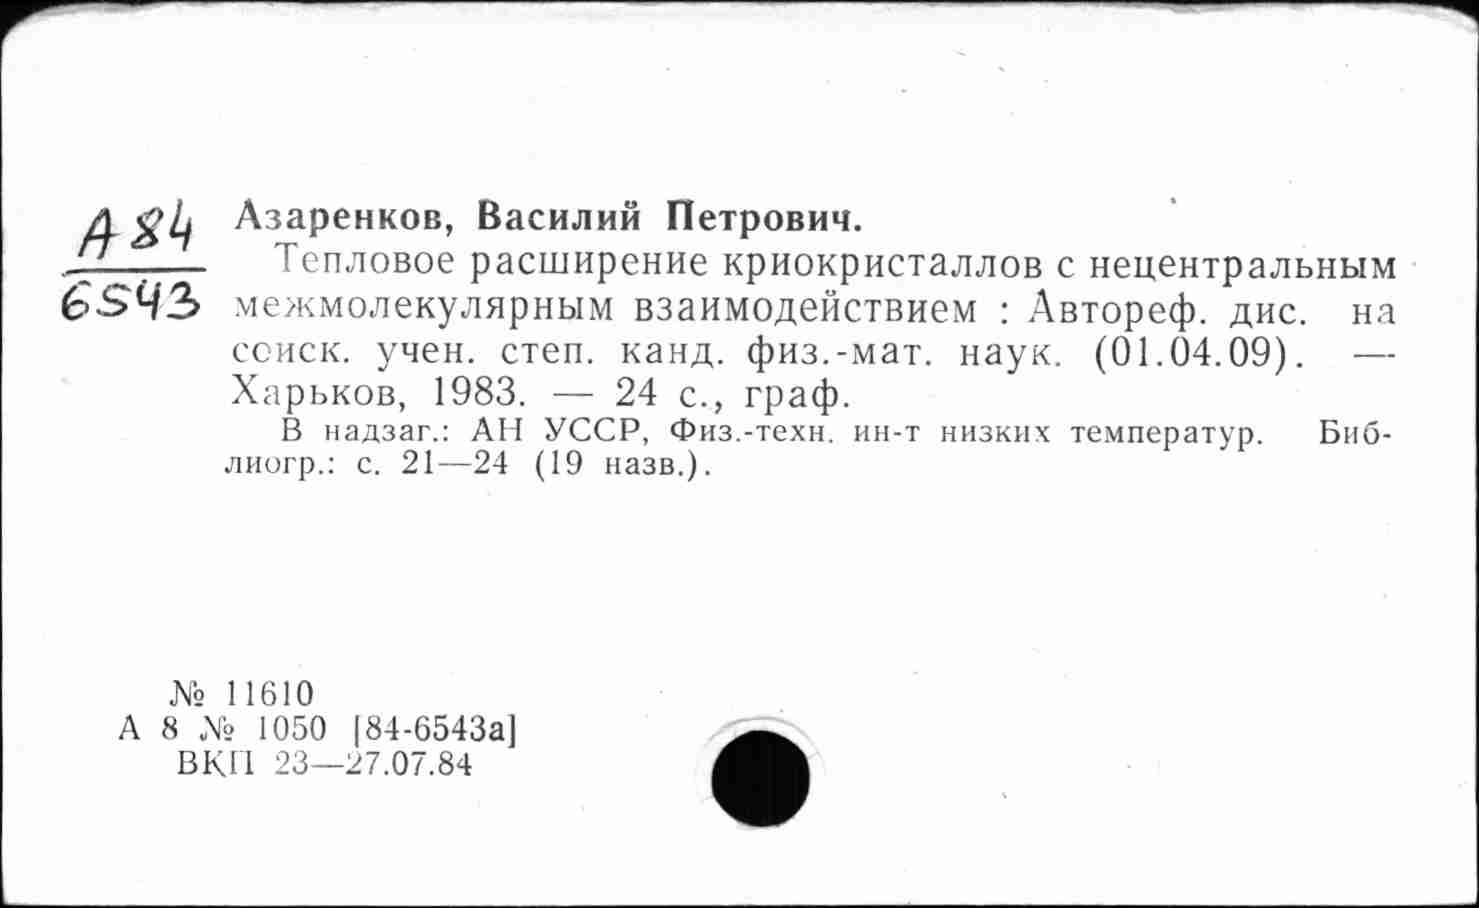 А84 Азаренков, Василий Петрович.
Тепловое расширение криокристаллов с нецентральным
6543 межмолекулярным взаимодействием : Автореф. дис. на
соиск. учен. степ. канд. физ.-мат. наук. (01.04.09). —
Харьков, 1983. — 24 с., граф.
В надзаг.: АН УССР, Физ.-техн. ин-т низких температур. Биб-
лиогр.: с. 21—24 (19 назв.).
№ 11610
А 8 № 1050 [84-6543а]
ВКП 23—27.07.84